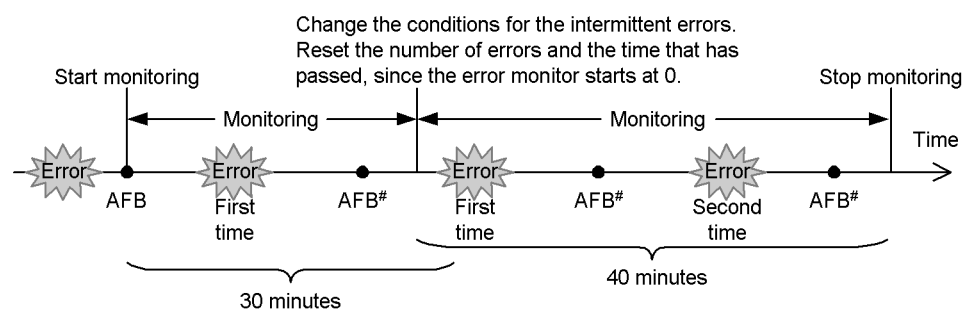 Change the conditions for the intermittent errors.
Reset the number of errors and the time that has
passed, since the error monitor starts at 0.
Start monitoring
Stop monitoring
Monitoring
Monitoring
Time
Error
Error
Error
Error
AFB
First
time
AFB#
First
time
AFB#
Second
time
AFB#
30 minutes
40 minutes